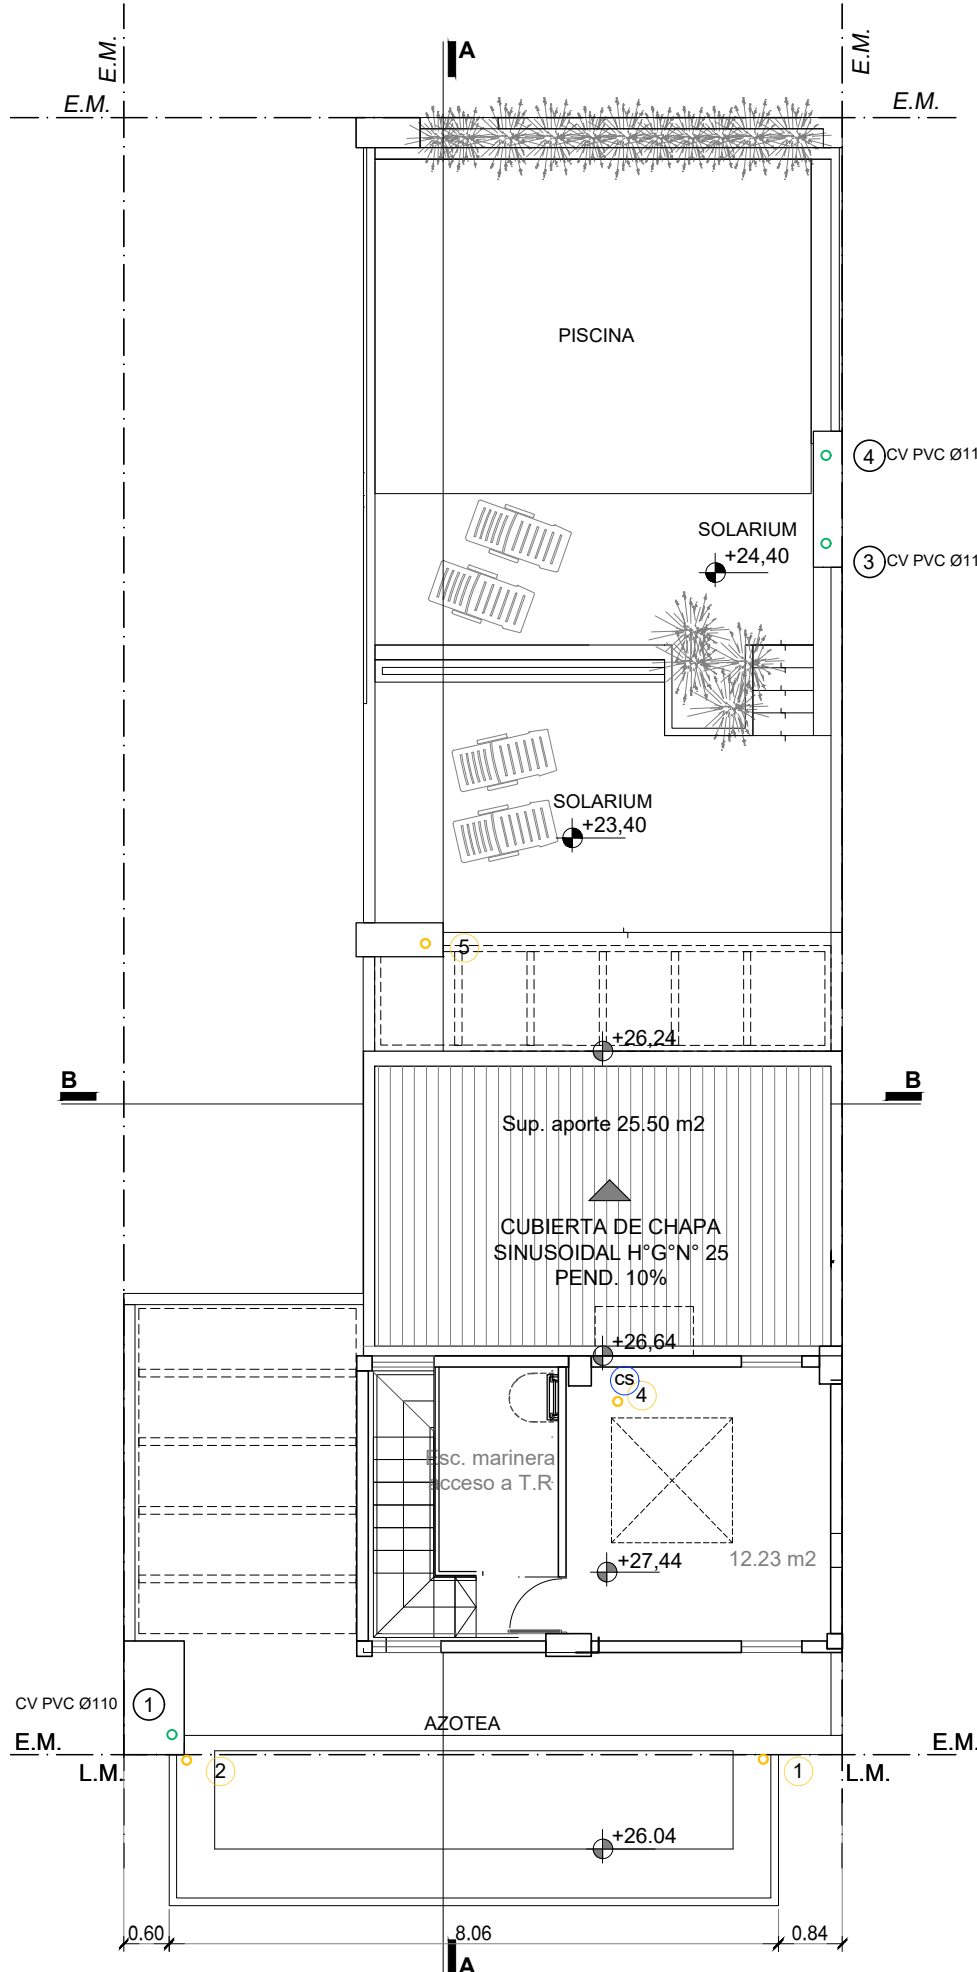 E.M.
E.M.
A
E.M.
E.M.
PISCINA
4 CV PVC Ø11
SOLARIUM
+24,40
3 CV PVC Ø11
SOLARIUM
+23,40
5
+26,24
B
B
Sup. aporte 25.50 m2
CUBIERTA DE CHAPA
SINUSOIDAL H°G°N° 25
PEND. 10%
+26,64
CS
4
Esc. marinera
acceso a T.R
+27,44
12.23 m2
CV PVC Ø110 1
AZOTEA
E.M.
E.M.
L.M.
2
1
L.M.
+26.04
0.60
8.06
0.84
A